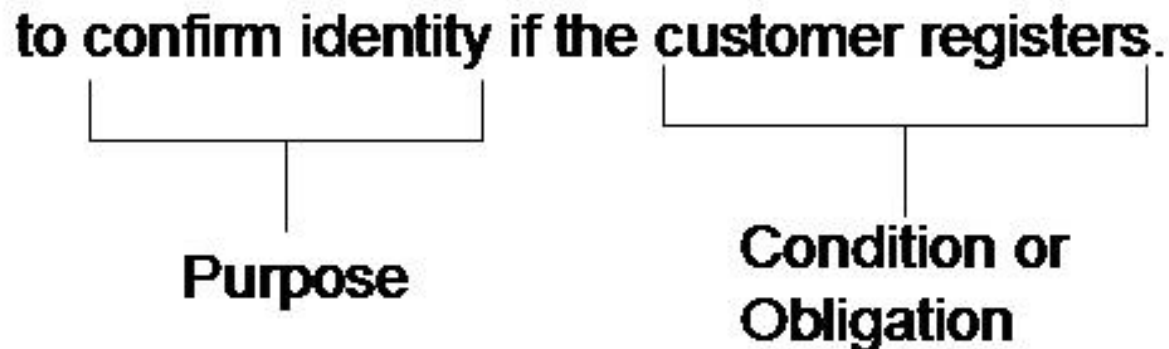 to confirm identity if the customer registers.
Purpose
Condition or
Obligation